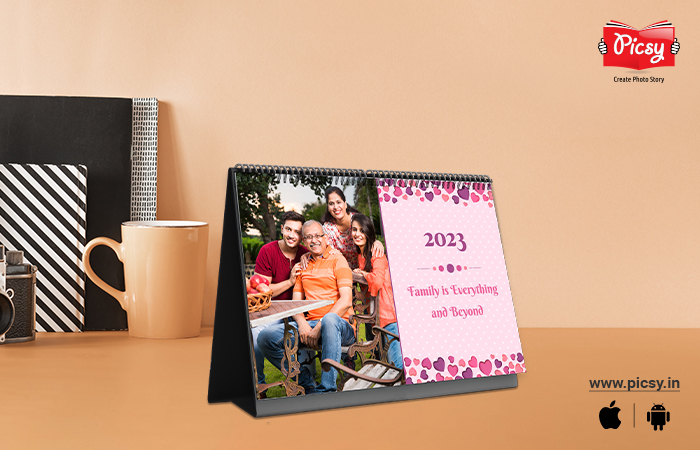 Picsy
Create Photo Story
2023
Family is Everything
and Beyond
www.picsy.in